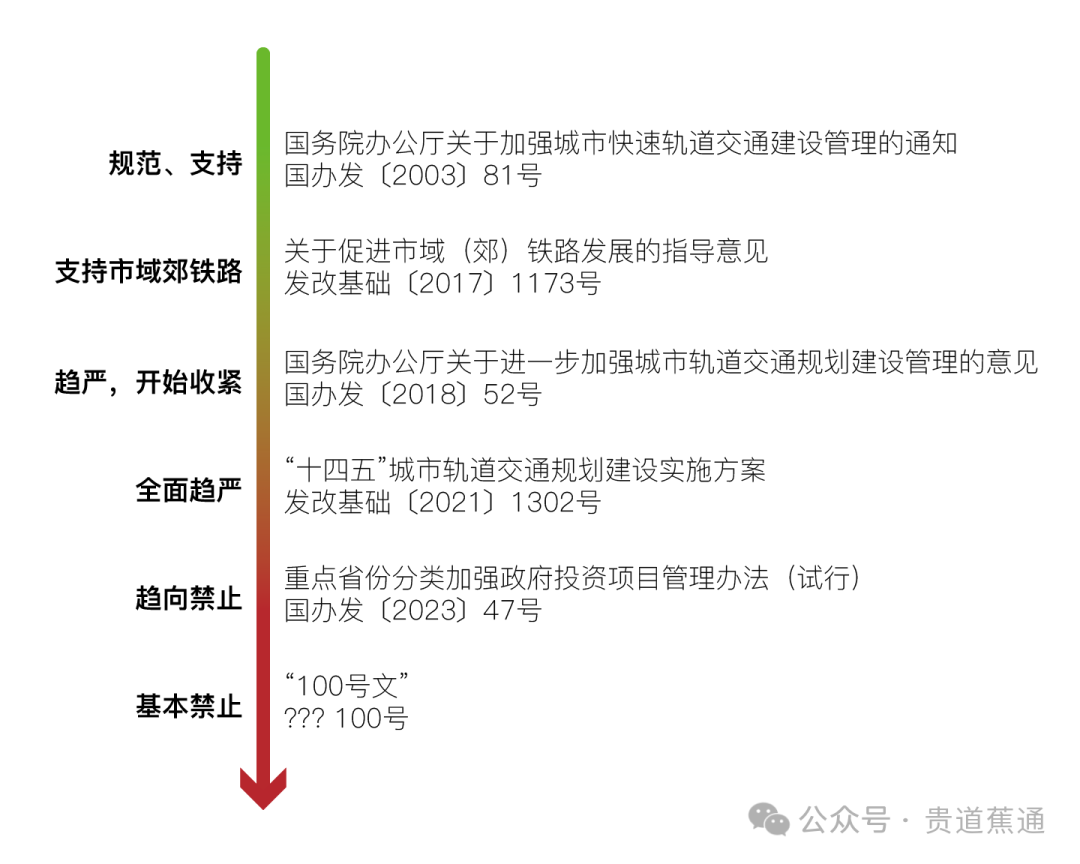 规范、支持
国务院办公厅关于加强城市快速轨道交通建设管理的通知
国办发〔2003〕81号
支持市域郊铁路
关于促进市域（郊）铁路发展的指导意见
发改基础〔2017〕1173号
趋严，开始收紧
国务院办公厅关于进一步加强城市轨道交通规划建设管理的意见
国办发〔2018〕52号
全面趋严
“十四五”城市轨道交通规划建设实施方案
发改基础〔2021〕1302号
趋向禁止
重点省份分类加强政府投资项目管理办法（试行）
国办发〔2023〕47号
基本禁止
“100号文”
??? 100号
公众号 · 贵道蕉通